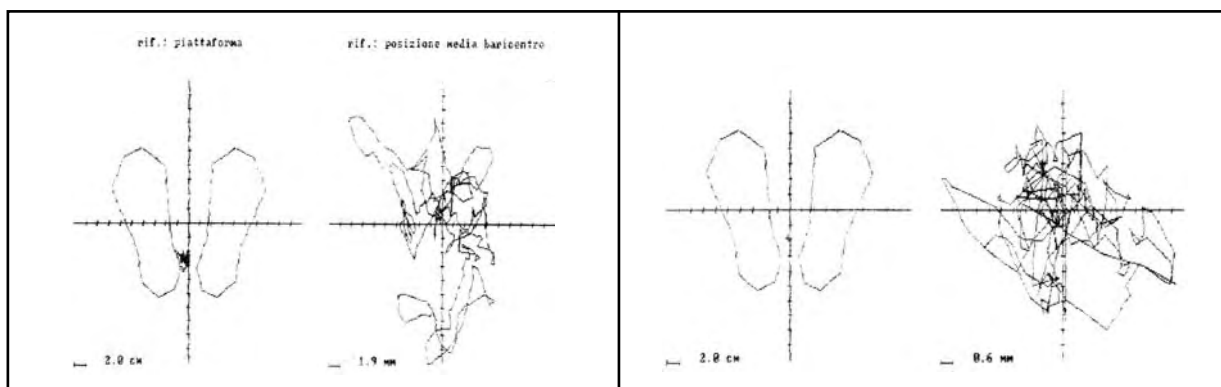 rif.: piattaforma
rif.: posizione media baricentro
2.0 cm
1.9 mm
2.0 cm
0.6 mm